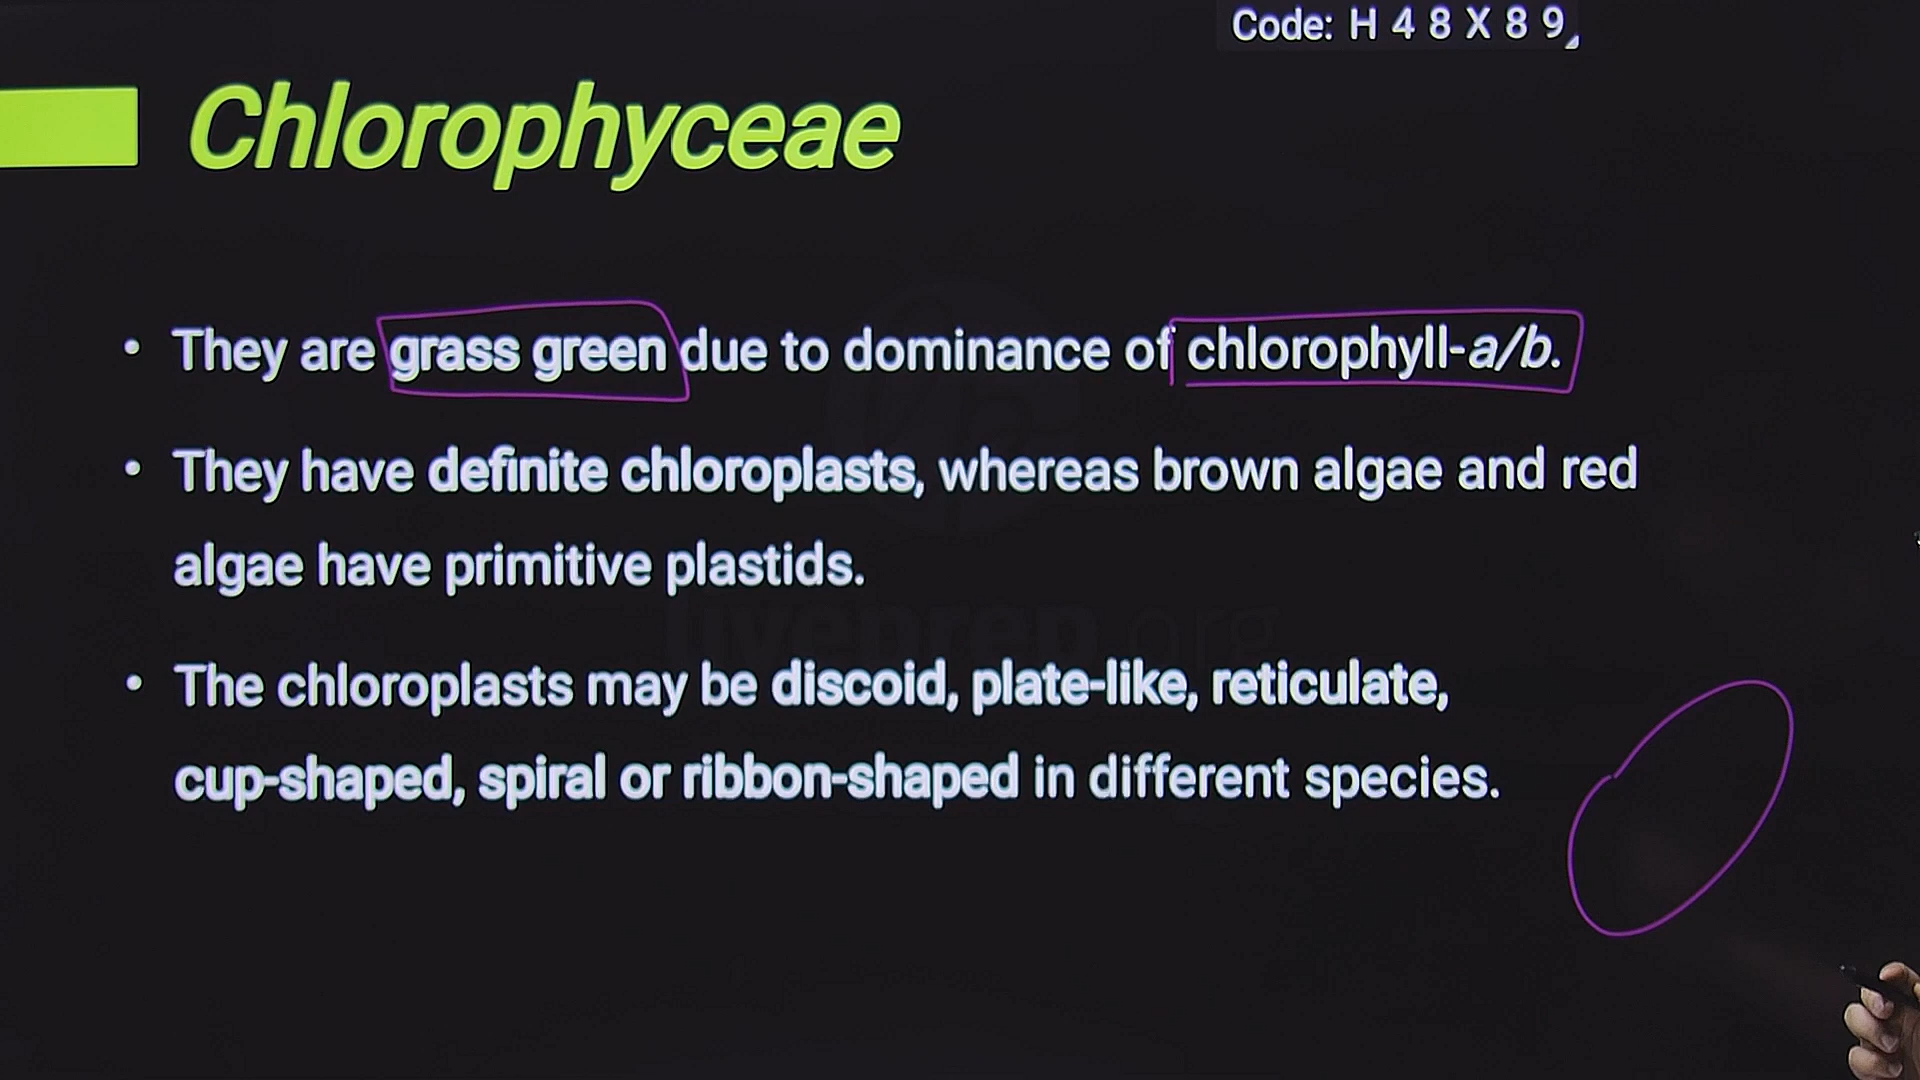 Code: H 4 8 X 8 9
Chlorophyceae
• They are grass green due to dominance of chlorophyll-a/b.
• They have definite chloroplasts, whereas brown algae and red
algae have primitive plastids.
liveprep.org
• The chloroplasts may be discoid, plate-like, reticulate,
cup-shaped, spiral or ribbon-shaped in different species.